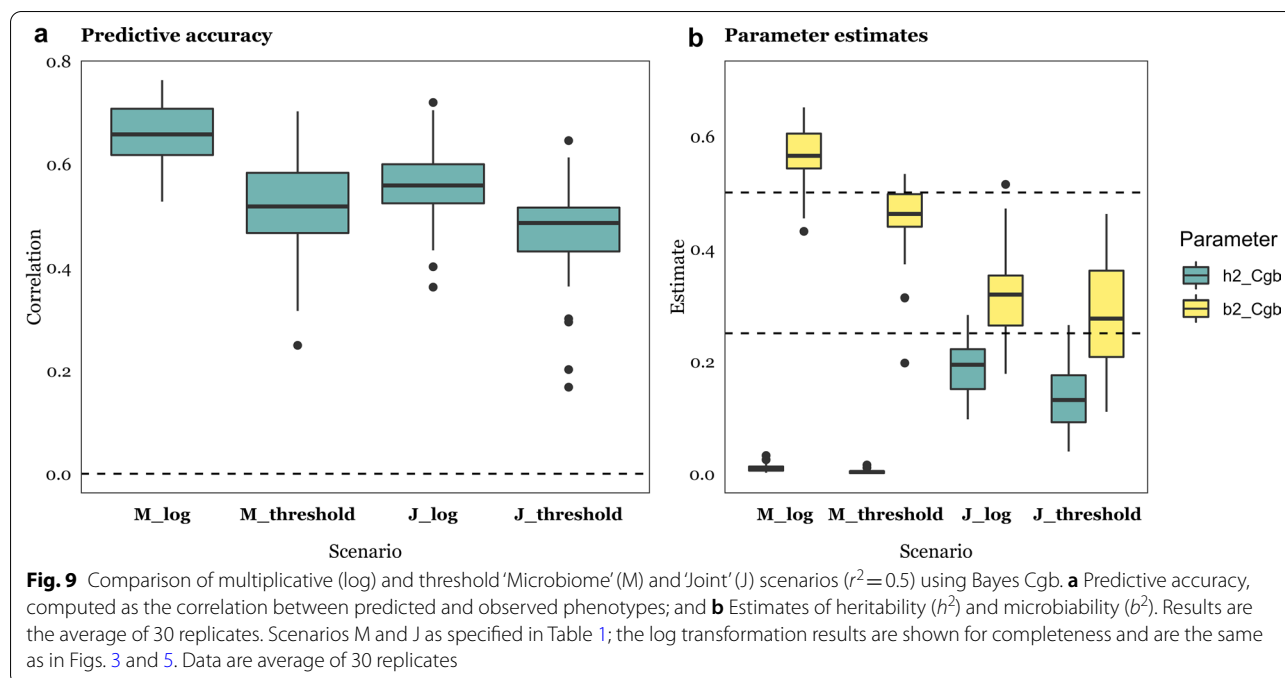 a Predictive accuracy
0.8
0.6
0.4
0.2
0.0
Correlation
M_log M_threshold J_log J_threshold
Scenario
b Parameter estimates
0.6
0.4
0.2
0.0
Estimate
M_log M_threshold J_log J_threshold
Scenario
Parameter
h2_Cgb
b2_Cgb
Fig. 9 Comparison of multiplicative (log) and threshold ‘Microbiome’ (M) and ‘Joint’ (J) scenarios (r²=0.5) using Bayes Cgb. a Predictive accuracy,
computed as the correlation between predicted and observed phenotypes; and b Estimates of heritability (h²) and microbiability (b²). Results are
the average of 30 replicates. Scenarios M and J as specified in Table 1; the log transformation results are shown for completeness and are the same
as in Figs. 3 and 5. Data are average of 30 replicates